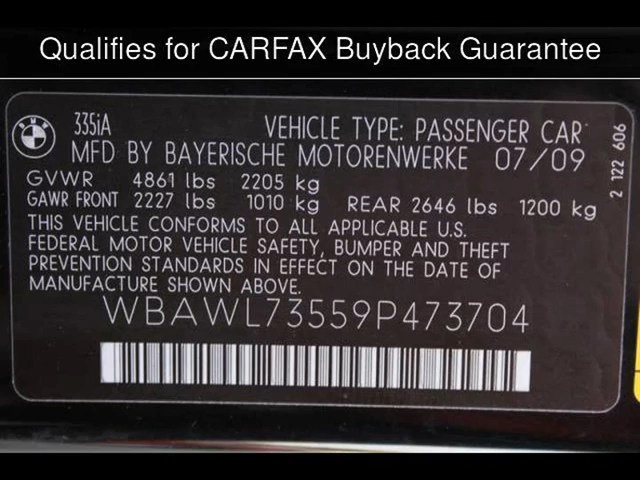 Qualifies for CARFAX Buyback Guarantee
BMW
335iA
VEHICLE TYPE: PASSENGER CAR
MFD BY BAYERISCHE MOTORENWERKE 07/09
GVWR 4861 lbs 2205 kg
GAWR FRONT 2227 lbs 1010 kg REAR 2646 lbs 1200 kg
THIS VEHICLE CONFORMS TO ALL APPLICABLE U.S.
FEDERAL MOTOR VEHICLE SAFETY, BUMPER AND THEFT
PREVENTION STANDARDS IN EFFECT ON THE DATE OF
MANUFACTURE SHOWN ABOVE.
WBAWL73559P473704
2 122 606